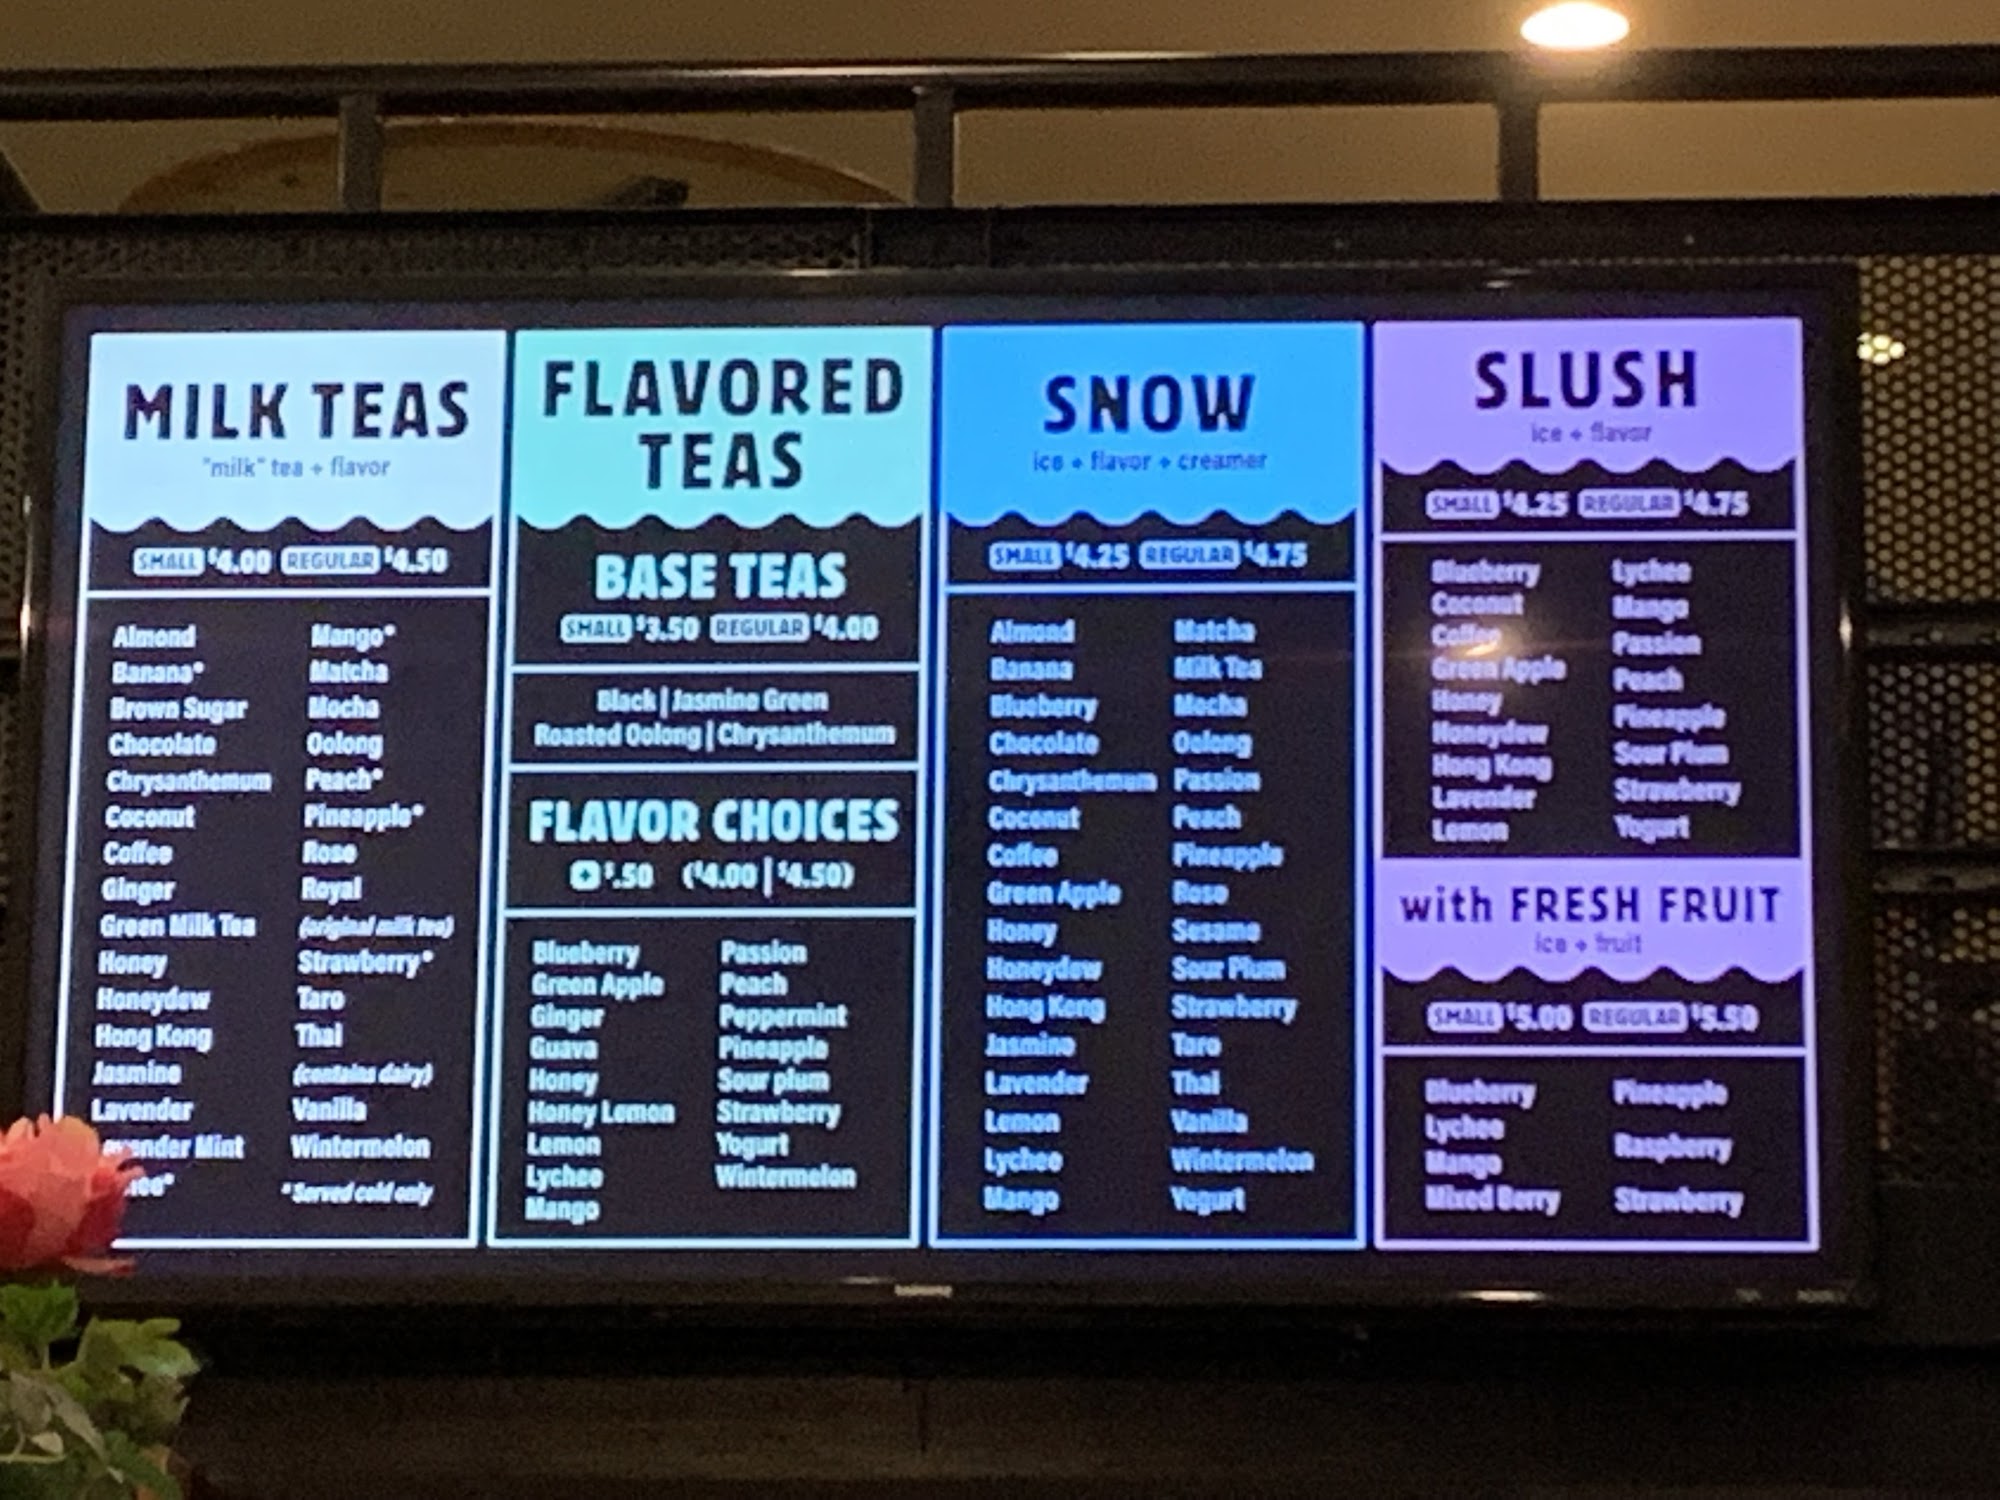 MILK TEAS
"milk" tea + flavor
SMALL $4.00 REGULAR $4.50
Almond
Banana*
Brown Sugar
Chocolate
Chrysanthemum
Coconut
Coffee
Ginger
Green Milk Tea
Honey
Honeydew
Hong Kong
Jasmine
Lavender
Mint
Mango*
Matcha
Mocha
Oolong
Peach*
Pineapple*
Rose
Royal
(original milk tea)
Strawberry*
Taro
Thai
(contains dairy)
Vanilla
Wintermelon
*Served cold only
FLAVORED
TEAS
BASE TEAS
SMALL $3.50 REGULAR $4.00
Black | Jasmine Green
Roasted Oolong | Chrysanthemum
FLAVOR CHOICES
+ $.50 ($4.00 | $4.50)
Blueberry
Green Apple
Ginger
Guava
Honey
Honey Lemon
Lemon
Lychee
Mango
Passion
Peach
Peppermint
Pineapple
Sour plum
Strawberry
Yogurt
Wintermelon
SNOW
ice + flavor + creamer
SMALL $4.25 REGULAR $4.75
Almond
Banana
Blueberry
Chocolate
Chrysanthemum
Coconut
Coffee
Green Apple
Honey
Honeydew
Hong Kong
Jasmine
Lavender
Lemon
Lychee
Mango
Matcha
Milk Tea
Mocha
Oolong
Passion
Peach
Pineapple
Rose
Sesame
Sour Plum
Strawberry
Taro
Thai
Vanilla
Wintermelon
Yogurt
SLUSH
ice + flavor
SMALL $4.25 REGULAR $4.75
Blueberry
Coconut
Coffee
Green Apple
Honey
Honeydew
Hong Kong
Lavender
Lemon
Lychee
Mango
Passion
Peach
Pineapple
Sour Plum
Strawberry
Yogurt
with FRESH FRUIT
ice + fruit
SMALL $5.00 REGULAR $5.50
Blueberry
Lychee
Mango
Mixed Berry
Pineapple
Raspberry
Strawberry